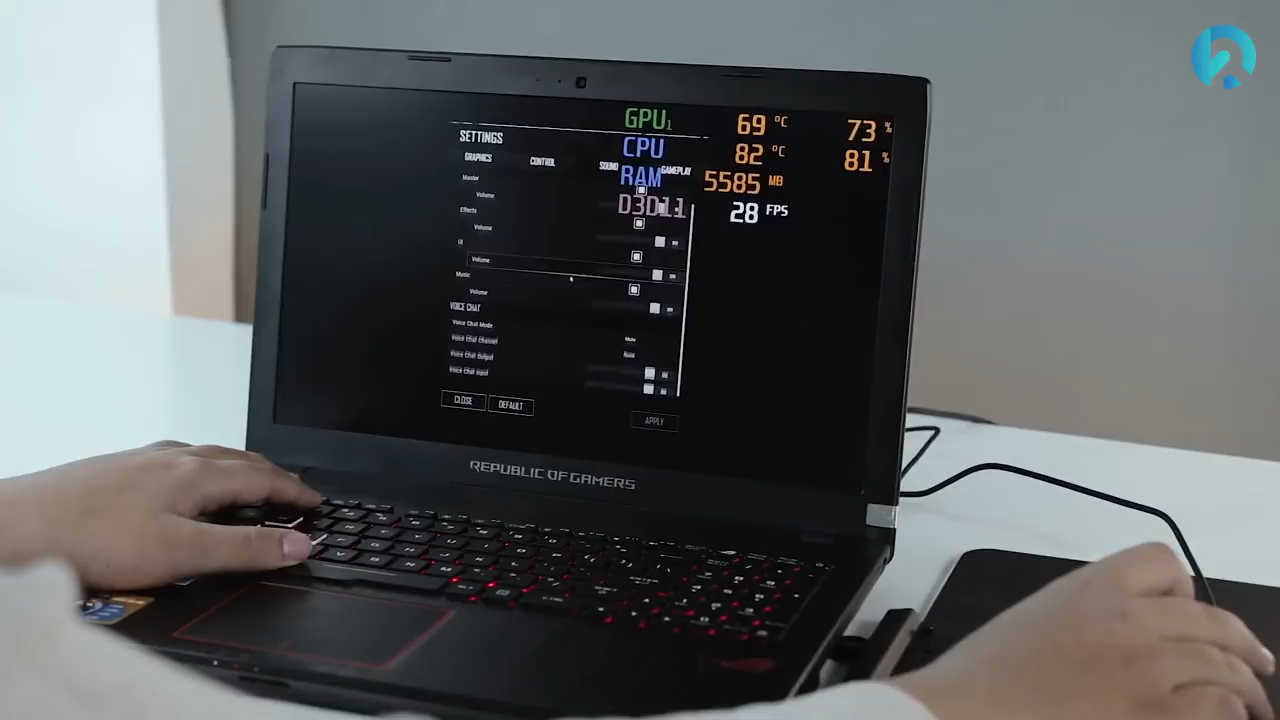 GPU1 69 °C 73 %
CPU 82 °C 81 %
RAM 5585 MB
D3D11 28 FPS
SETTINGS
GRAPHICS CONTROL SOUND GAMEPLAY
Master
Volume
Effects
Volume
UI
Volume
Music
Volume
VOICE CHAT
Voice Chat Mode
Voice Chat Channel Mute
Voice Chat Output
Voice Chat Input
CLOSE DEFAULT APPLY
REPUBLIC OF GAMERS
ENTER
ALT